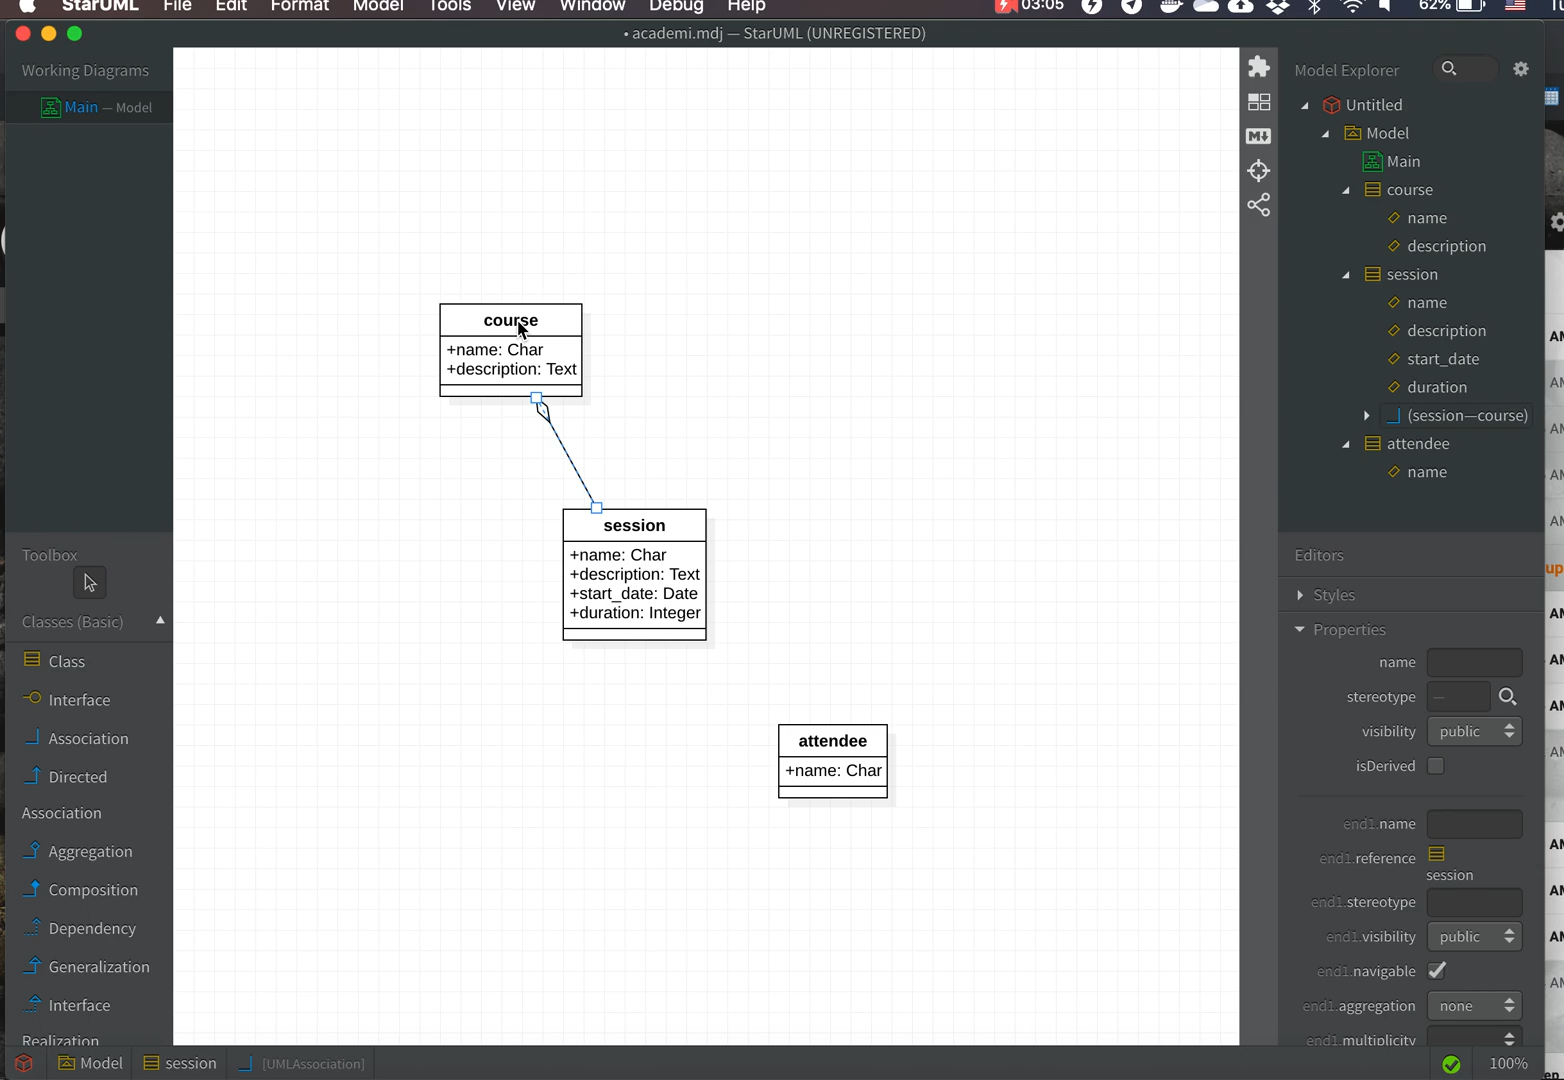 StarUML File Edit Format Model Tools View Window Debug Help 03:05 62%
• academi.mdj — StarUML (UNREGISTERED)
Working Diagrams
Main — Model
Toolbox
Classes (Basic)
Class
Interface
Association
Directed
Association
Aggregation
Composition
Dependency
Generalization
Interface
Realization
course
+name: Char
+description: Text
session
+name: Char
+description: Text
+start_date: Date
+duration: Integer
attendee
+name: Char
M↓
Model Explorer
Untitled
Model
Main
course
name
description
session
name
description
start_date
duration
(session—course)
attendee
name
Editors
Styles
Properties
name
stereotype —
visibility public
isDerived
end1.name
end1.reference
session
end1.stereotype
end1.visibility public
end1.navigable
end1.aggregation none
end1.multiplicity
Model session [UMLAssociation] 100%